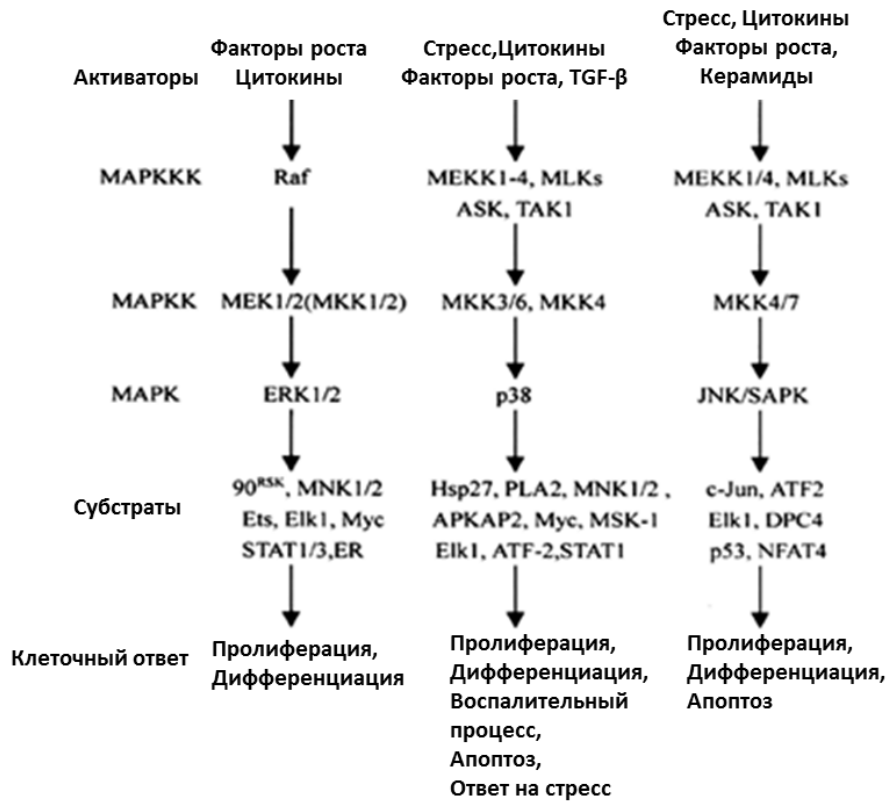 Активаторы
Факторы роста
Цитокины
Стресс,Цитокины
Факторы роста, TGF-β
Стресс, Цитокины
Факторы роста,
Керамиды
MAPKKK
Raf
MEKK1-4, MLKs
ASK, TAK1
MEKK1/4, MLKs
ASK, TAK1
MAPKK
MEK1/2(MKK1/2)
MKK3/6, MKK4
MKK4/7
MAPK
ERK1/2
p38
JNK/SAPK
Субстраты
90RSK, MNK1/2
Ets, Elk1, Myc
STAT1/3,ER
Hsp27, PLA2, MNK1/2 ,
APKAP2, Myc, MSK-1
Elk1, ATF-2,STAT1
c-Jun, ATF2
Elk1, DPC4
p53, NFAT4
Клеточный ответ
Пролиферация,
Дифференциация
Пролиферация,
Дифференциация,
Воспалительный
процесс,
Апоптоз,
Ответ на стресс
Пролиферация,
Дифференциация,
Апоптоз